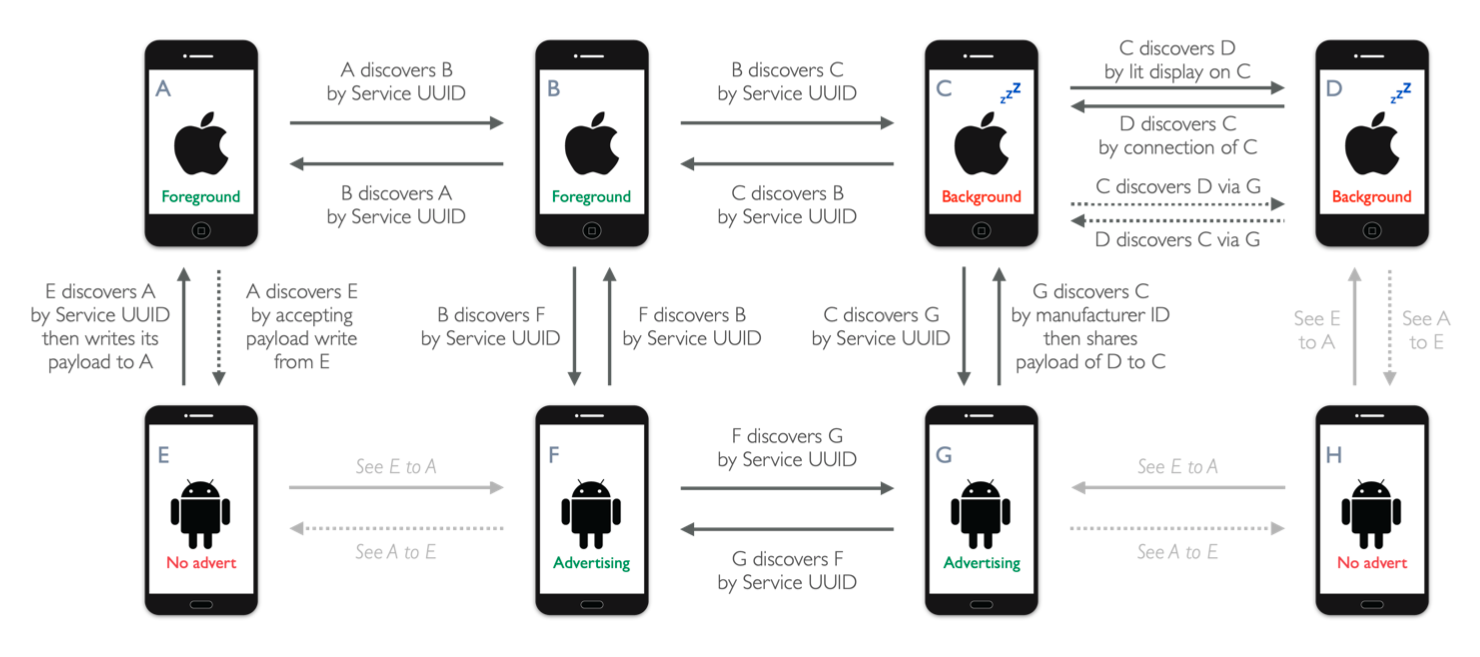 A
Foreground
A discovers B
by Service UUID
B discovers A
by Service UUID
B
Foreground
B discovers C
by Service UUID
C discovers B
by Service UUID
C
zzZ
Background
C discovers D
by lit display on C
D discovers C
by connection of C
C discovers D via G
D discovers C via G
D
zzZ
Background
E discovers A
by Service UUID
then writes its
payload to A
A discovers E
by accepting
payload write
from E
B discovers F
by Service UUID
F discovers B
by Service UUID
C discovers G
by Service UUID
G discovers C
by manufacturer ID
then shares
payload of D to C
See E
to A
See A
to E
E
No advert
See E to A
See A to E
F
Advertising
F discovers G
by Service UUID
G discovers F
by Service UUID
G
Advertising
See E to A
See A to E
H
No advert